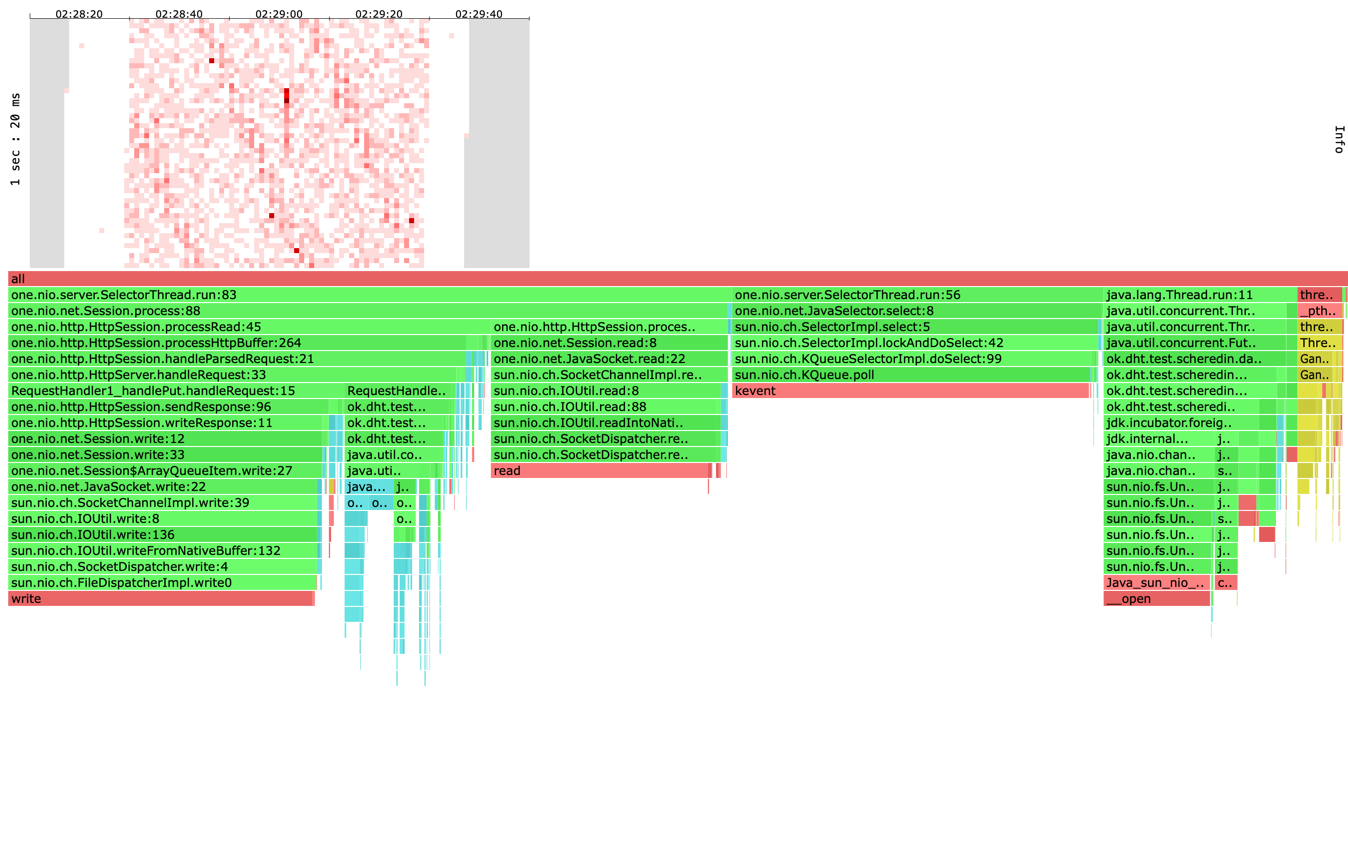 02:28:20 02:28:40 02:29:00 02:29:20 02:29:40
1 sec : 20 ms
Info
all
one.nio.server.SelectorThread.run:83 one.nio.server.SelectorThread.run:56 java.lang.Thread.run:11 thre..
one.nio.net.Session.process:88 one.nio.net.JavaSelector.select:8 java.util.concurrent.Thr.. _pth..
one.nio.http.HttpSession.processRead:45 one.nio.http.HttpSession.proces.. sun.nio.ch.SelectorImpl.select:5 java.util.concurrent.Thr.. thre..
one.nio.http.HttpSession.processHttpBuffer:264 one.nio.net.Session.read:8 sun.nio.ch.SelectorImpl.lockAndDoSelect:42 java.util.concurrent.Fut.. Thre..
one.nio.http.HttpSession.handleParsedRequest:21 one.nio.net.JavaSocket.read:22 sun.nio.ch.KQueueSelectorImpl.doSelect:99 ok.dht.test.scheredin.da.. Gan..
one.nio.http.HttpServer.handleRequest:33 sun.nio.ch.SocketChannelImpl.re.. sun.nio.ch.KQueue.poll ok.dht.test.scheredin... Gan..
RequestHandler1_handlePut.handleRequest:15 RequestHandle.. sun.nio.ch.IOUtil.read:8 kevent ok.dht.test.scheredin...
one.nio.http.HttpSession.sendResponse:96 ok.dht.test... sun.nio.ch.IOUtil.read:88 ok.dht.test.scheredi..
one.nio.http.HttpSession.writeResponse:11 ok.dht.test... sun.nio.ch.IOUtil.readIntoNati.. jdk.incubator.foreig..
one.nio.net.Session.write:12 ok.dht.test... sun.nio.ch.SocketDispatcher.re.. jdk.internal... j..
one.nio.net.Session.write:33 java.util.co.. sun.nio.ch.SocketDispatcher.re.. java.nio.chan.. j..
one.nio.net.Session$ArrayQueueItem.write:27 java.uti.. read java.nio.chan.. s..
one.nio.net.JavaSocket.write:22 java... j.. sun.nio.fs.Un.. j..
sun.nio.ch.SocketChannelImpl.write:39 o.. o.. o.. sun.nio.fs.Un.. j..
sun.nio.ch.IOUtil.write:8 o.. sun.nio.fs.Un.. s..
sun.nio.ch.IOUtil.write:136 sun.nio.fs.Un.. j..
sun.nio.ch.IOUtil.writeFromNativeBuffer:132 sun.nio.fs.Un.. j..
sun.nio.ch.SocketDispatcher.write:4 sun.nio.fs.Un.. j..
sun.nio.ch.FileDispatcherImpl.write0 Java_sun_nio_.. c..
write __open